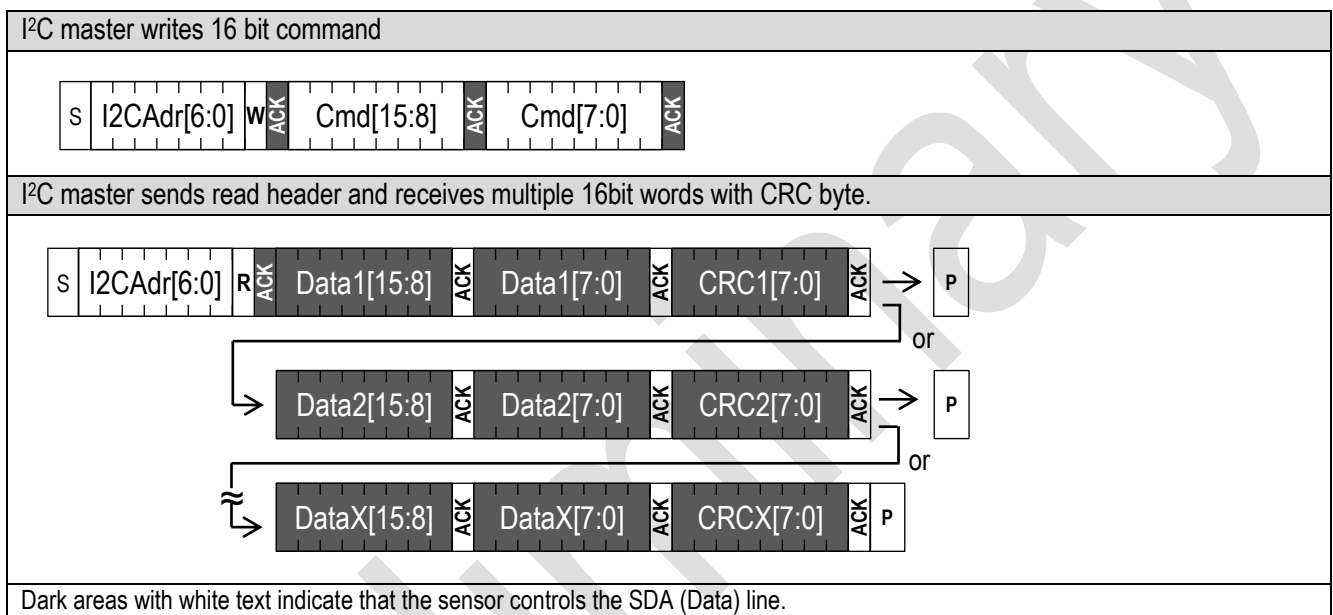 I²C master writes 16 bit command
S I2CAdr[6:0] W ACK Cmd[15:8] ACK Cmd[7:0] ACK
I²C master sends read header and receives multiple 16bit words with CRC byte.
S I2CAdr[6:0] R ACK Data1[15:8] ACK Data1[7:0] ACK CRC1[7:0] ACK P
or
Data2[15:8] ACK Data2[7:0] ACK CRC2[7:0] ACK P
or
≈
DataX[15:8] ACK DataX[7:0] ACK CRCX[7:0] ACK P
Dark areas with white text indicate that the sensor controls the SDA (Data) line.